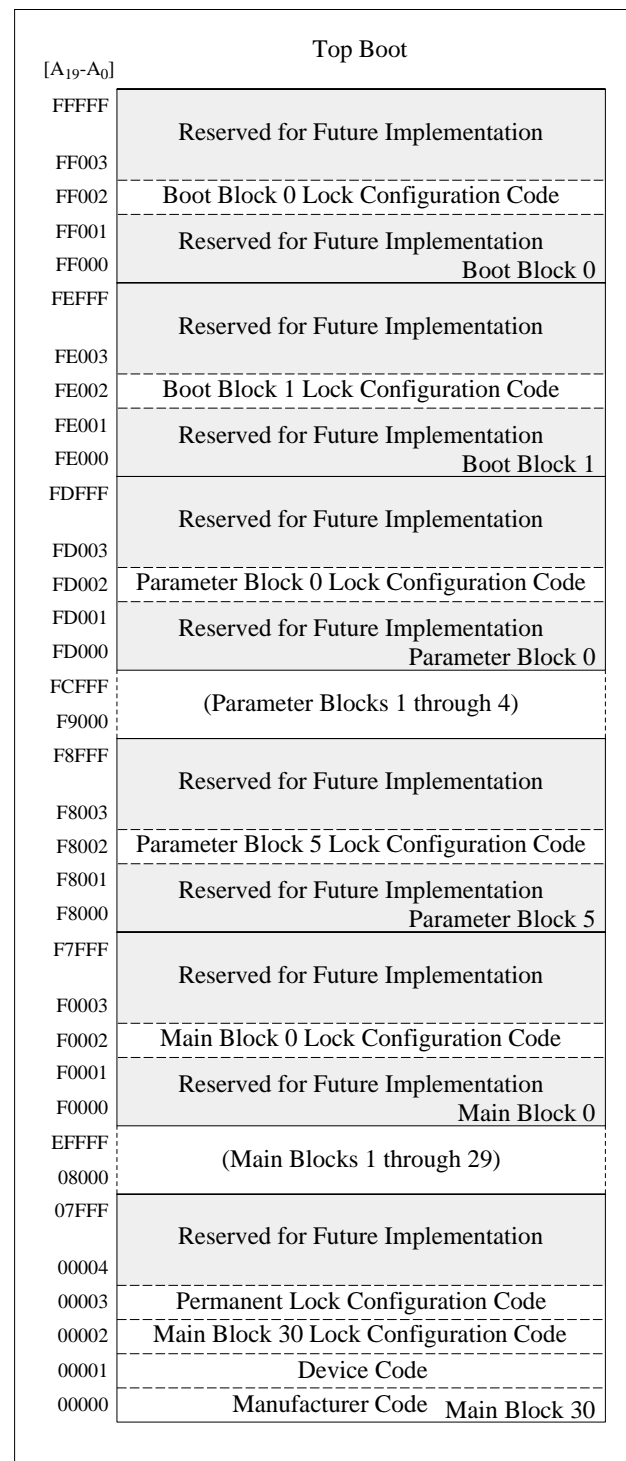 Top Boot
[A19-A0]
FFFFF
Reserved for Future Implementation
FF003
FF002 Boot Block 0 Lock Configuration Code
FF001
Reserved for Future Implementation
FF000 Boot Block 0
FEFFF
Reserved for Future Implementation
FE003
FE002 Boot Block 1 Lock Configuration Code
FE001
Reserved for Future Implementation
FE000 Boot Block 1
FDFFF
Reserved for Future Implementation
FD003
FD002 Parameter Block 0 Lock Configuration Code
FD001
Reserved for Future Implementation
FD000 Parameter Block 0
FCFFF
(Parameter Blocks 1 through 4)
F9000
F8FFF
Reserved for Future Implementation
F8003
F8002 Parameter Block 5 Lock Configuration Code
F8001
Reserved for Future Implementation
F8000 Parameter Block 5
F7FFF
Reserved for Future Implementation
F0003
F0002 Main Block 0 Lock Configuration Code
F0001
Reserved for Future Implementation
F0000 Main Block 0
EFFFF
(Main Blocks 1 through 29)
08000
07FFF
Reserved for Future Implementation
00004
00003 Permanent Lock Configuration Code
00002 Main Block 30 Lock Configuration Code
00001 Device Code
00000 Manufacturer Code Main Block 30